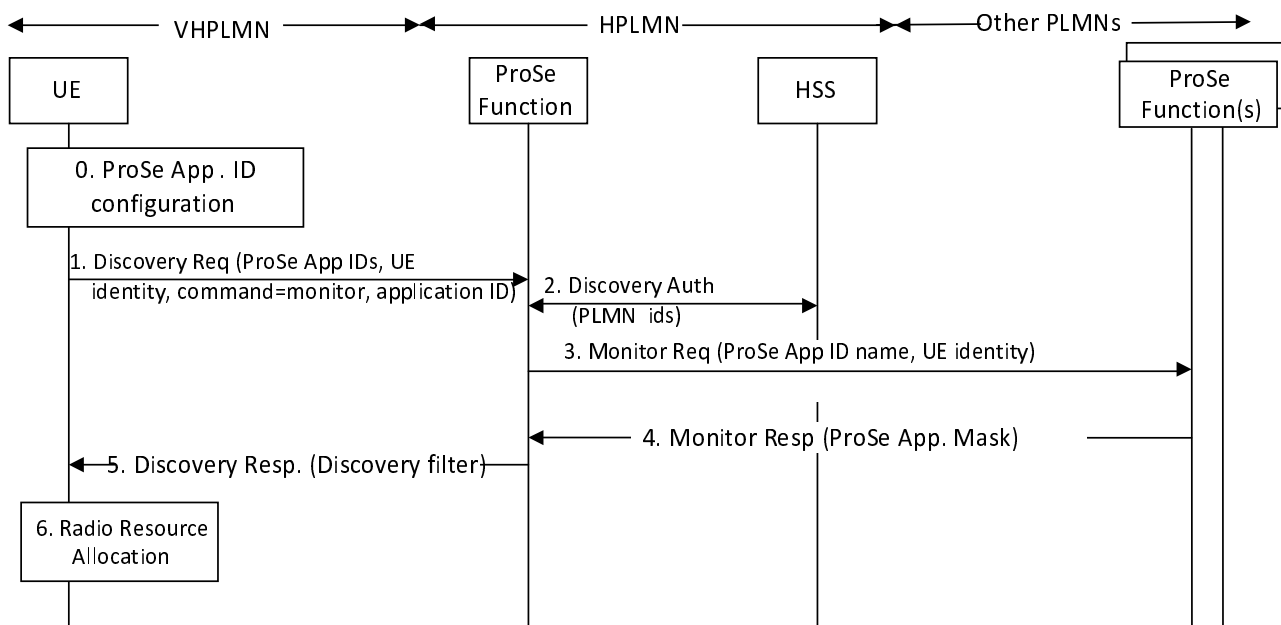 VHPLMN
HPLMN
Other PLMNs
UE
ProSe
Function
HSS
ProSe
Function(s)
0. ProSe App . ID
configuration
1. Discovery Req (ProSe App IDs, UE
identity, command=monitor, application ID)
2. Discovery Auth
(PLMN ids)
3. Monitor Req (ProSe App ID name, UE identity)
4. Monitor Resp (ProSe App. Mask)
5. Discovery Resp. (Discovery filter)
6. Radio Resource
Allocation